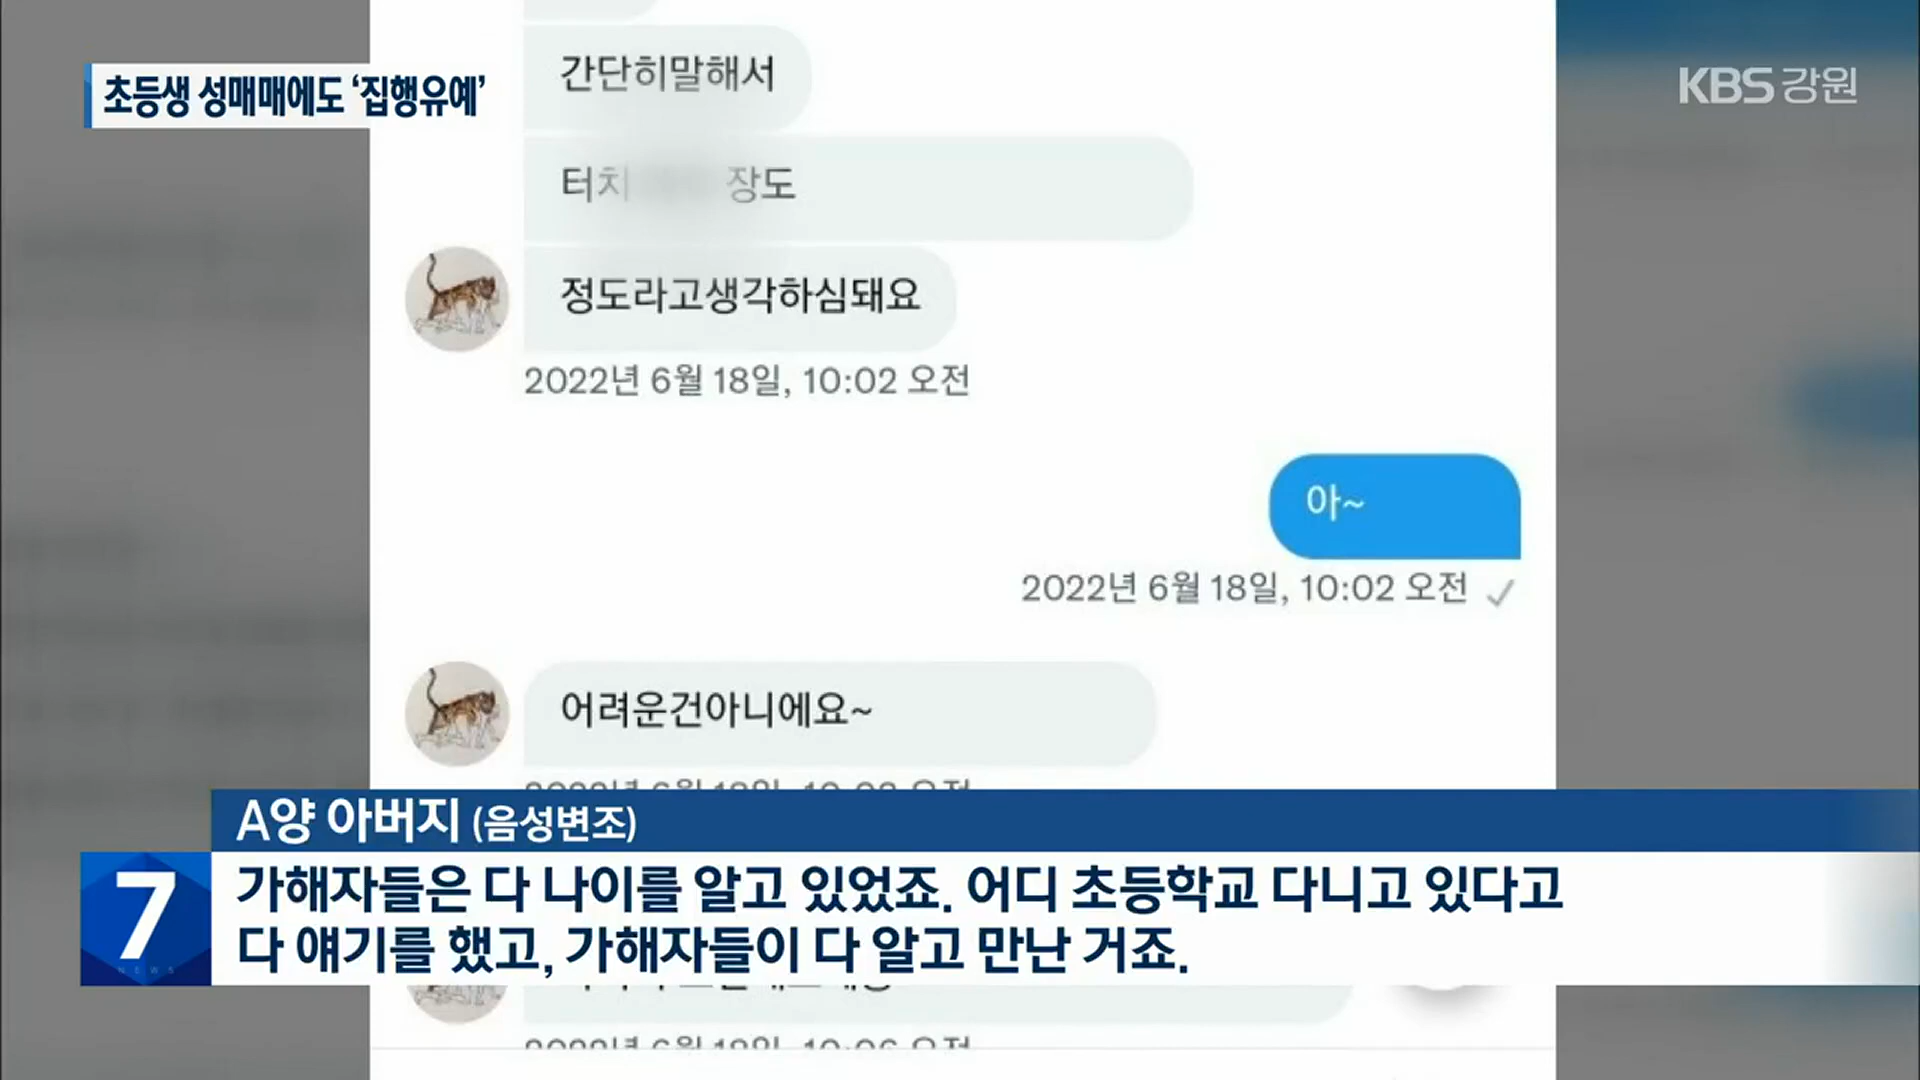 초등생 성매매에도 ‘집행유예’
KBS 강원
간단히말해서
터치 장도
정도라고생각하심돼요
2022년 6월 18일, 10:02 오전
아~
2022년 6월 18일, 10:02 오전
어려운건아니에요~
A양 아버지 (음성변조)
7
NEWS
가해자들은 다 나이를 알고 있었죠. 어디 초등학교 다니고 있다고
다 얘기를 했고, 가해자들이 다 알고 만난 거죠.